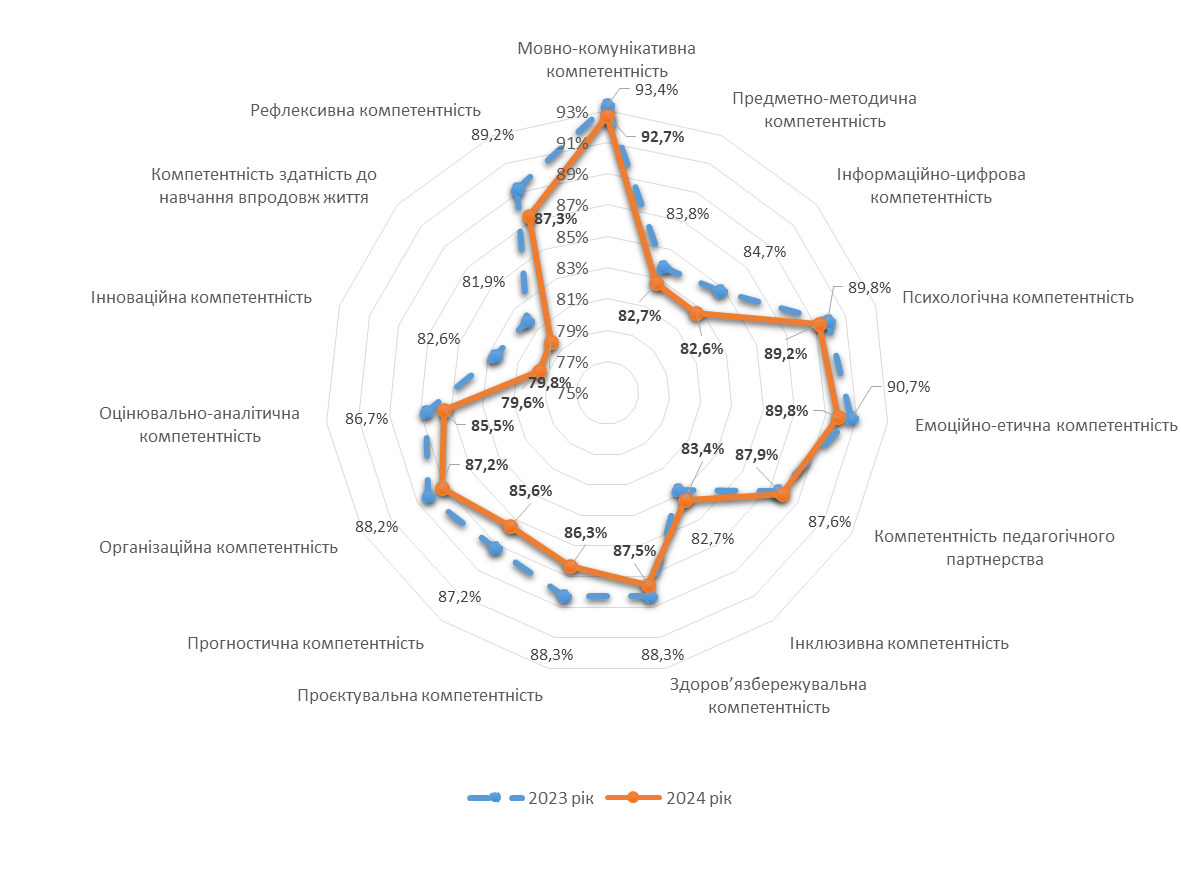 Мовно-комунікативна
компетентність
93,4%
Рефлексивна компетентність
Предметно-методична
компетентність
89,2%
93%
92,7%
91%
Компетентність здатність до
навчання впродовж життя
Інформаційно-цифрова
компетентність
89%
87%
87,3%
83,8%
85%
84,7%
83%
81,9%
89,8%
Інноваційна компетентність
Психологічна компетентність
81%
82,7%
79%
82,6%
82,6%
89,2%
77%
79,8%
75%
90,7%
79,6%
Оцінювально-аналітична
компетентність
86,7%
85,5%
89,8%
Емоційно-етична компетентність
83,4%
87,9%
87,2%
85,6%
88,2%
86,3%
87,5%
82,7%
87,6%
Організаційна компетентність
Компетентність педагогічного
партнерства
87,2%
Прогностична компетентність
Інклюзивна компетентність
88,3%
88,3%
Проєктувальна компетентність
Здоров’язбережувальна
компетентність
2023 рік
2024 рік